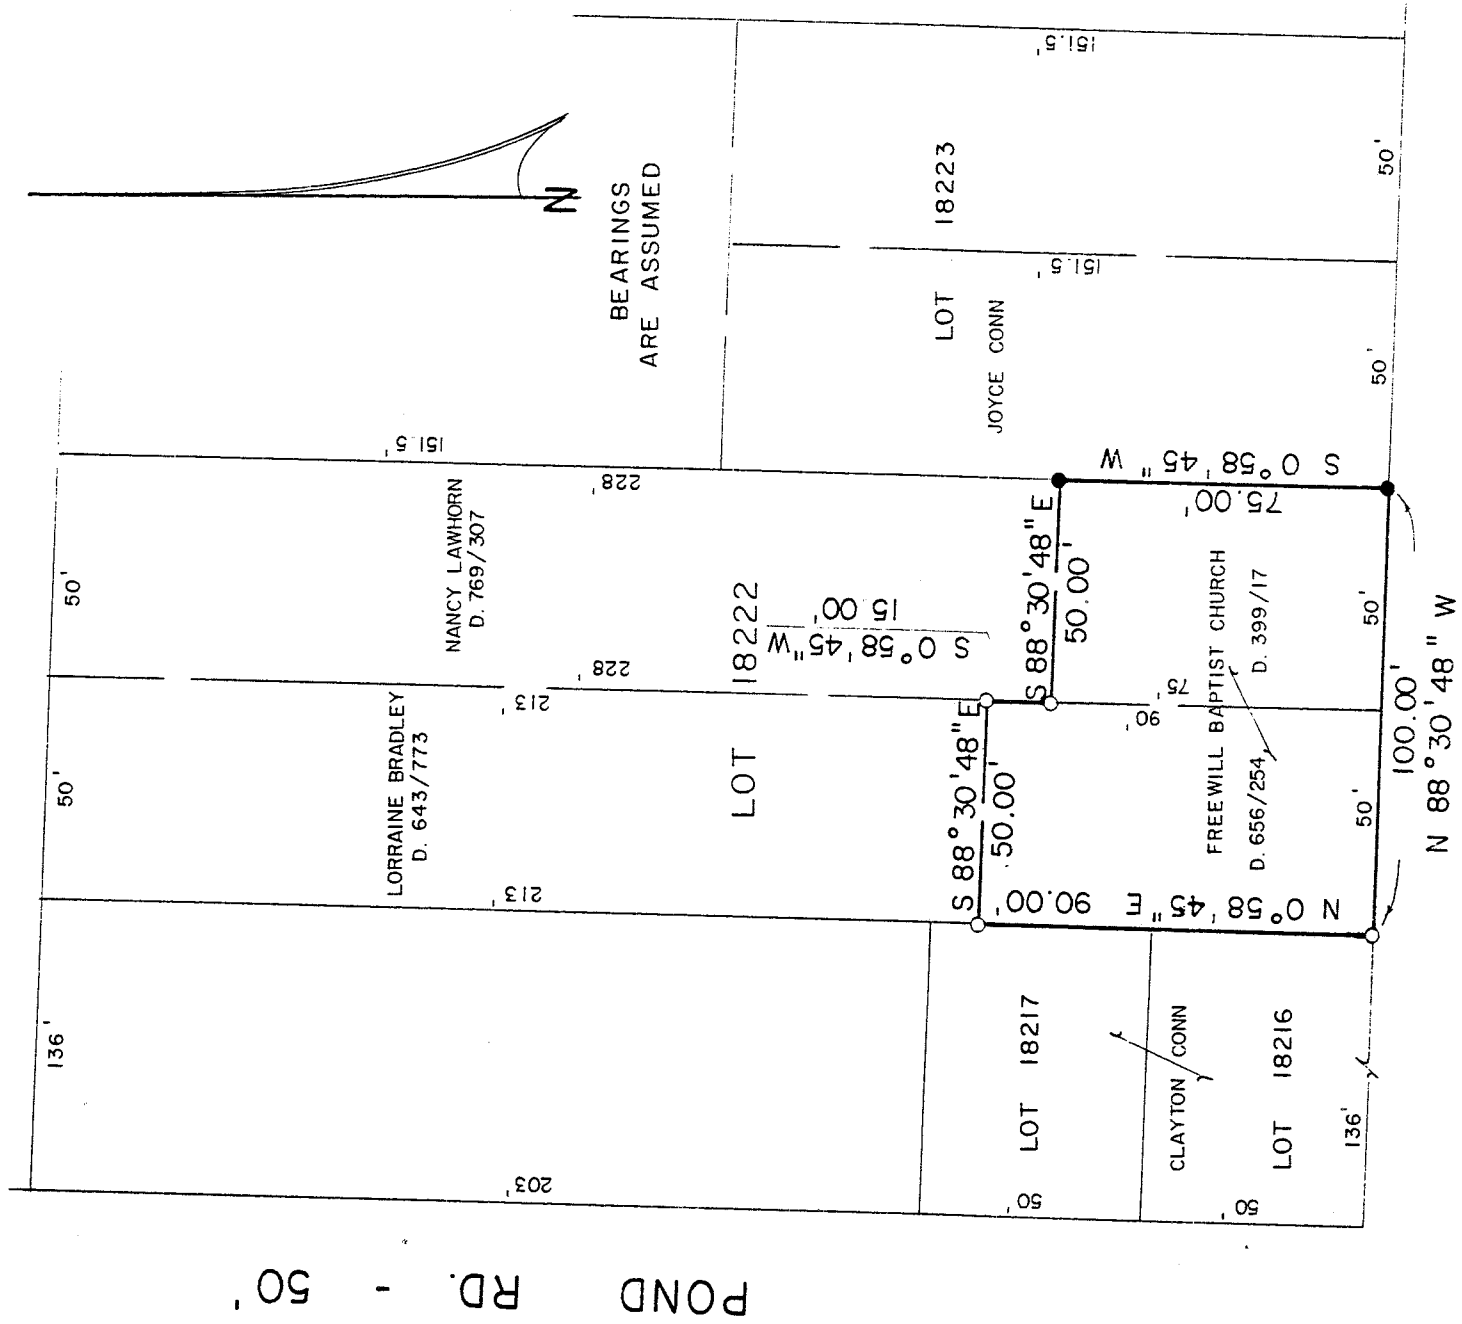 151.5'
N
BEARINGS
ARE ASSUMED
LOT 18223
50'
151.5'
JOYCE CONN
50'
151.5'
228'
NANCY LAWHORN
D. 769/307
50'
228'
213'
LORRAINE BRADLEY
D. 643/773
50'
213'
LOT 18222
S 0°58'45"W
15.00'
S 88°30'48"E
50.00'
S 88°30'48"E
50.00'
S 0°58'45"W
75.00'
75'
90'
FREEWILL BAPTIST CHURCH
D. 656/254
D. 399/17
50'
50'
N 0°58'45"E 90.00'
100.00'
N 88°30'48"W
136'
LOT 18217
CLAYTON CONN
LOT 18216
136'
203'
50'
50'
POND RD. - 50'